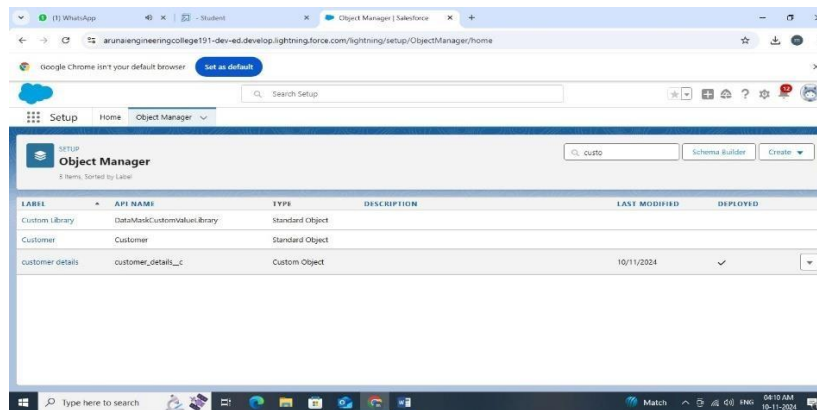 (1) WhatsApp
- Student
Object Manager | Salesforce
arunaiengineeringcollege191-dev-ed.develop.lightning.force.com/lightning/setup/ObjectManager/home
Google Chrome isn't your default browser Set as default
Search Setup
12
Setup Home Object Manager
SETUP
Object Manager
3 Items, Sorted by Label
custo
Schema Builder
Create
LABEL API NAME TYPE DESCRIPTION LAST MODIFIED DEPLOYED
Custom Library DataMaskCustomValueLibrary Standard Object
Customer Customer Standard Object
customer details customer_details__c Custom Object 10/11/2024
Type here to search
Match
ENG
04:10 AM
10-11-2024